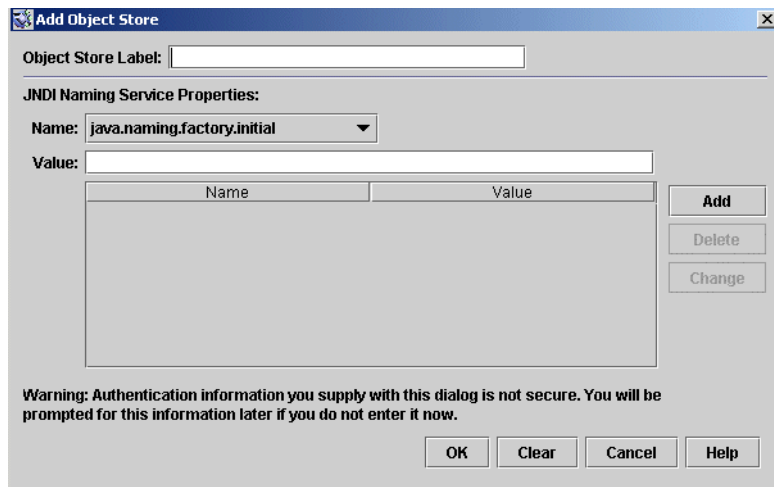 Add Object Store
Object Store Label:
JNDI Naming Service Properties:
Name: java.naming.factory.initial
Value:
Name Value
Add
Delete
Change
Warning: Authentication information you supply with this dialog is not secure. You will be
prompted for this information later if you do not enter it now.
OK Clear Cancel Help